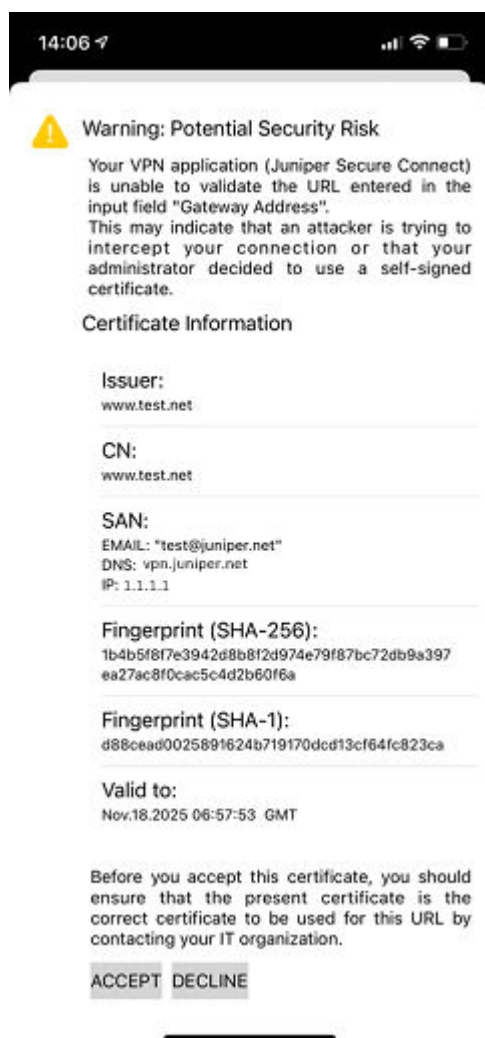 14:06
Warning: Potential Security Risk
Your VPN application (Juniper Secure Connect)
is unable to validate the URL entered in the
input field "Gateway Address".
This may indicate that an attacker is trying to
intercept your connection or that your
administrator decided to use a self-signed
certificate.
Certificate Information
Issuer:
www.test.net
CN:
www.test.net
SAN:
EMAIL: "test@juniper.net"
DNS: vpn.juniper.net
IP: 1.1.1.1
Fingerprint (SHA-256):
1b4b5f8f7e3942d8b8f2d974e79f87bc72db9a397
ea27ac8f0cac5c4d2b60f6a
Fingerprint (SHA-1):
d88cead0025891624b719170dcd13cf64fc823ca
Valid to:
Nov.18.2025 06:57:53 GMT
Before you accept this certificate, you should
ensure that the present certificate is the
correct certificate to be used for this URL by
contacting your IT organization.
ACCEPT DECLINE